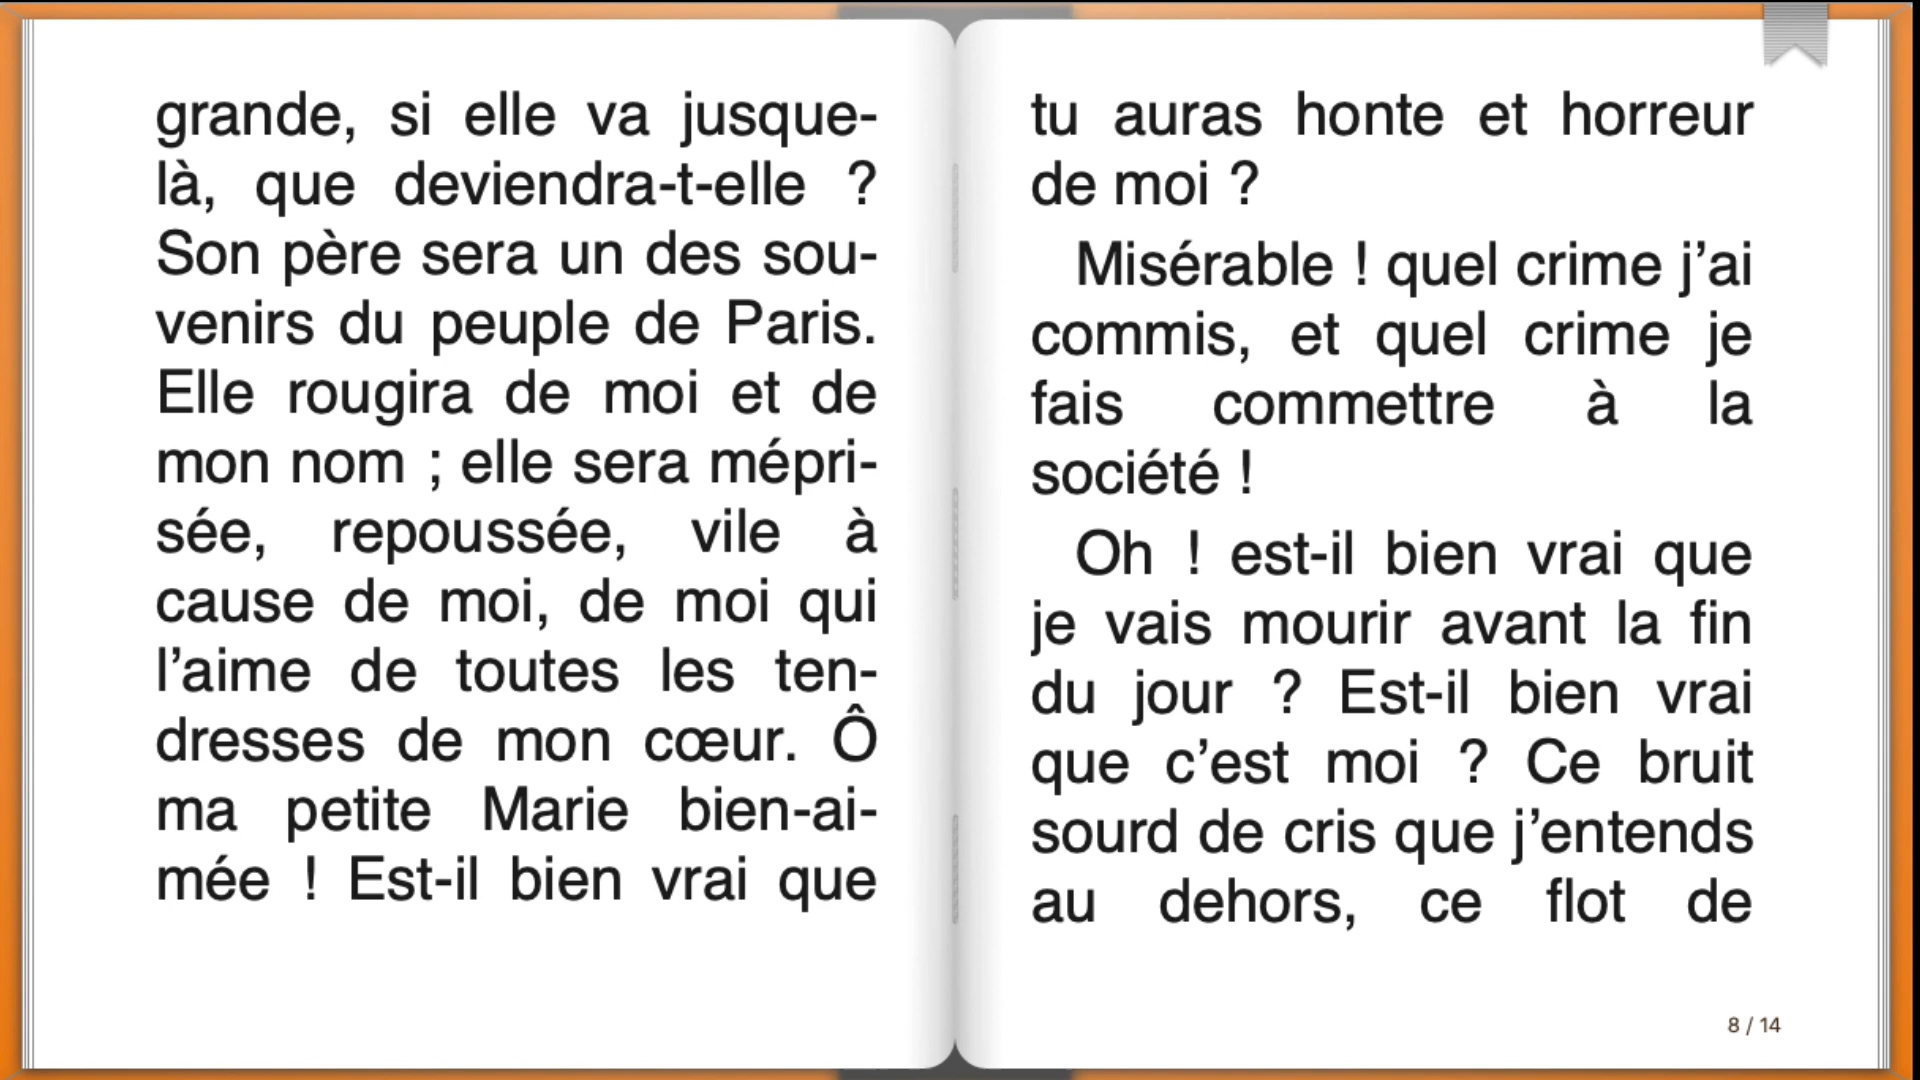 grande, si elle va jusque-
là, que deviendra-t-elle ?
Son père sera un des sou-
venirs du peuple de Paris.
Elle rougira de moi et de
mon nom ; elle sera mépri-
sée, repoussée, vile à
cause de moi, de moi qui
l’aime de toutes les ten-
dresses de mon cœur. Ô
ma petite Marie bien-ai-
mée ! Est-il bien vrai que
tu auras honte et horreur
de moi ?
Misérable ! quel crime j’ai
commis, et quel crime je
fais commettre à la
société !
Oh ! est-il bien vrai que
je vais mourir avant la fin
du jour ? Est-il bien vrai
que c’est moi ? Ce bruit
sourd de cris que j’entends
au dehors, ce flot de
8 / 14